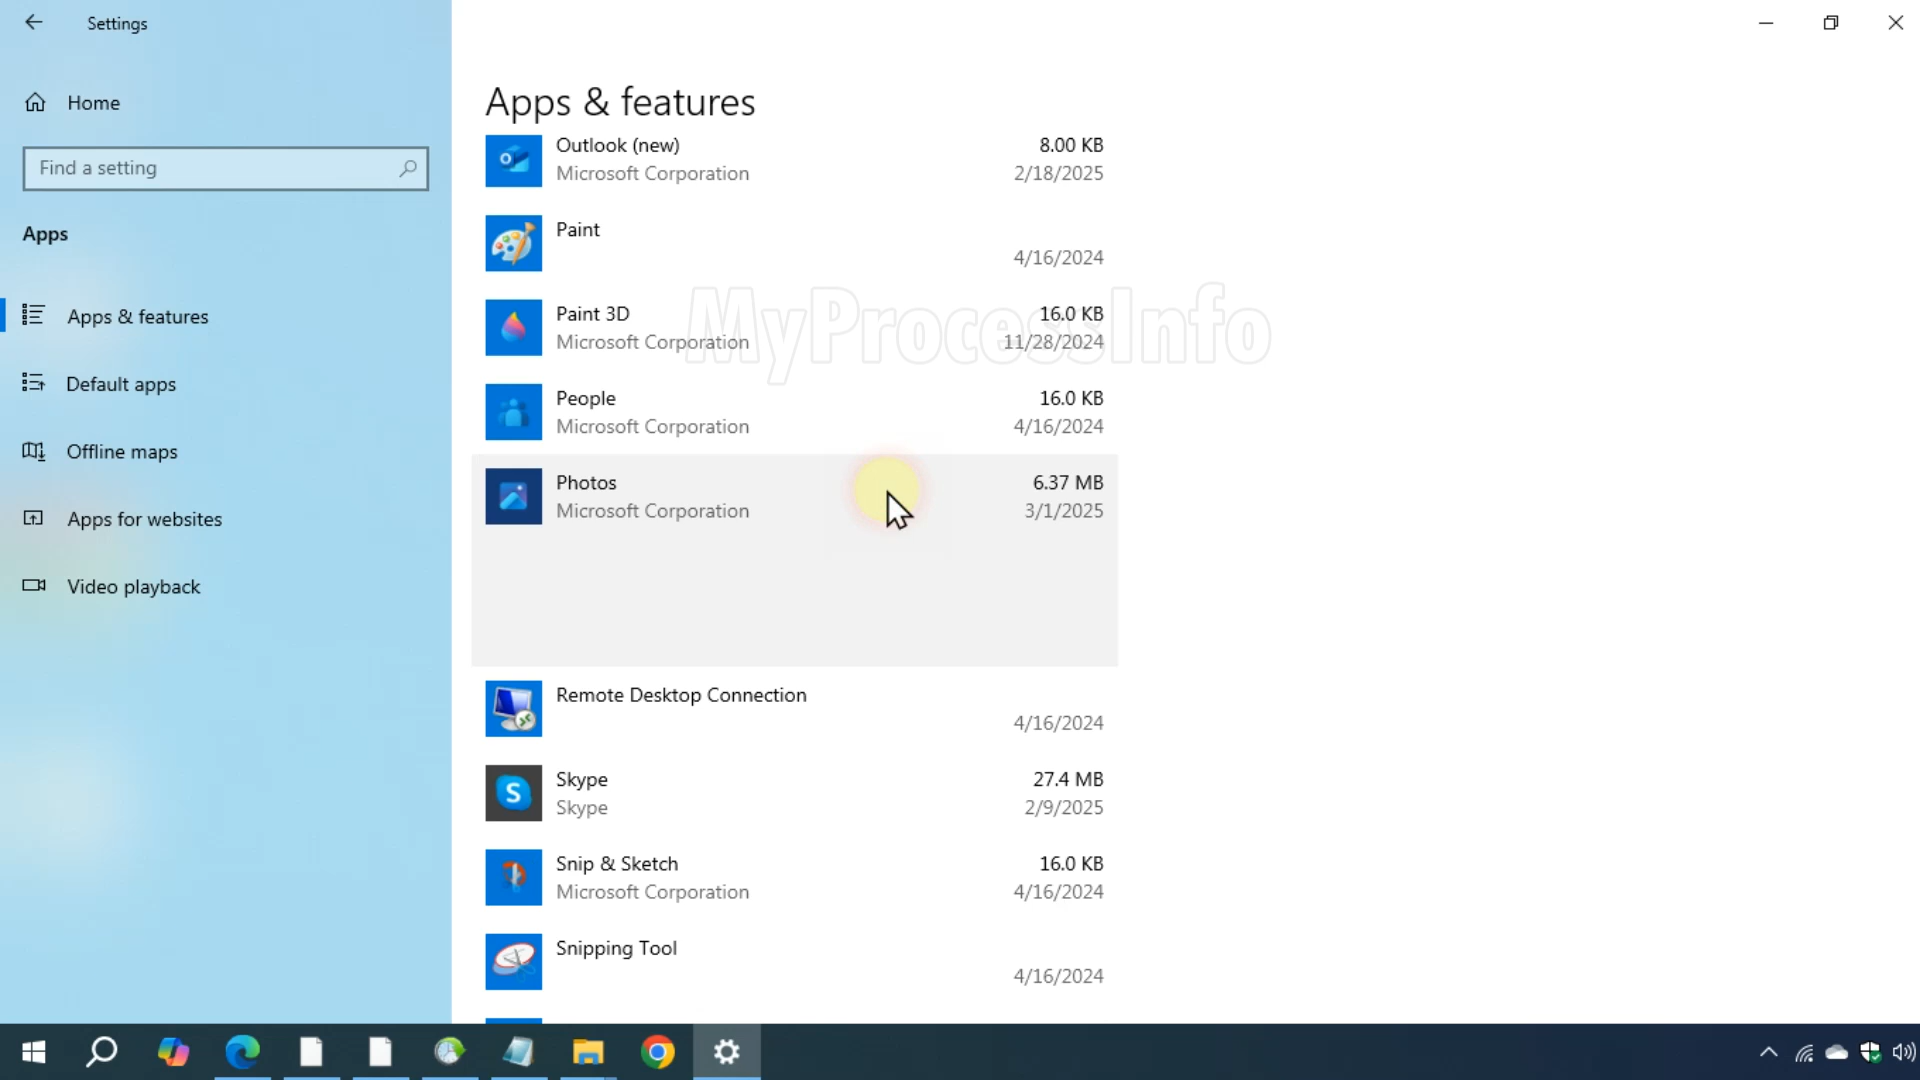 Settings
Home
Find a setting
Apps
Apps & features
Default apps
Offline maps
Apps for websites
Video playback
Apps & features
Outlook (new) 8.00 KB
Microsoft Corporation 2/18/2025
Paint
4/16/2024
MyProcessInfo
Paint 3D 16.0 KB
Microsoft Corporation 11/28/2024
People 16.0 KB
Microsoft Corporation 4/16/2024
Photos 6.37 MB
Microsoft Corporation 3/1/2025
Remote Desktop Connection
4/16/2024
Skype 27.4 MB
Skype 2/9/2025
Snip & Sketch 16.0 KB
Microsoft Corporation 4/16/2024
Snipping Tool
4/16/2024